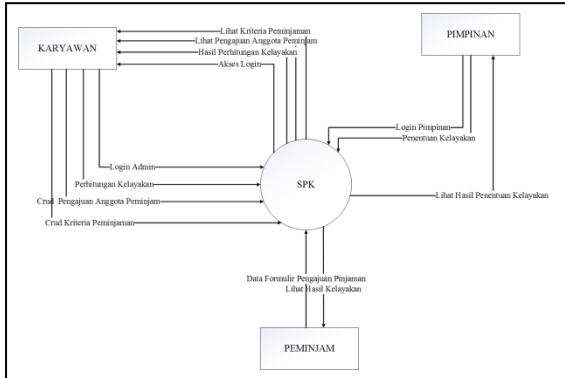 Lihat Kriteria Peminjaman
KARYAWAN
Lihat Pengajuan Anggota Peminjam
Hasil Perhitungan Kelayakan
Akses Login
PIMPINAN
Login Pimpinan
Penentuan Kelayakan
Login Admin
Perhitungan Kelayakan
SPK
Crud Pengajuan Anggota Peminjam
Lihat Hasil Penentuan Kelayakan
Crud Kriteria Peminjaman
Data Formulir Pengajuan Pinjaman
Lihat Hasil Kelayakan
PEMINJAM